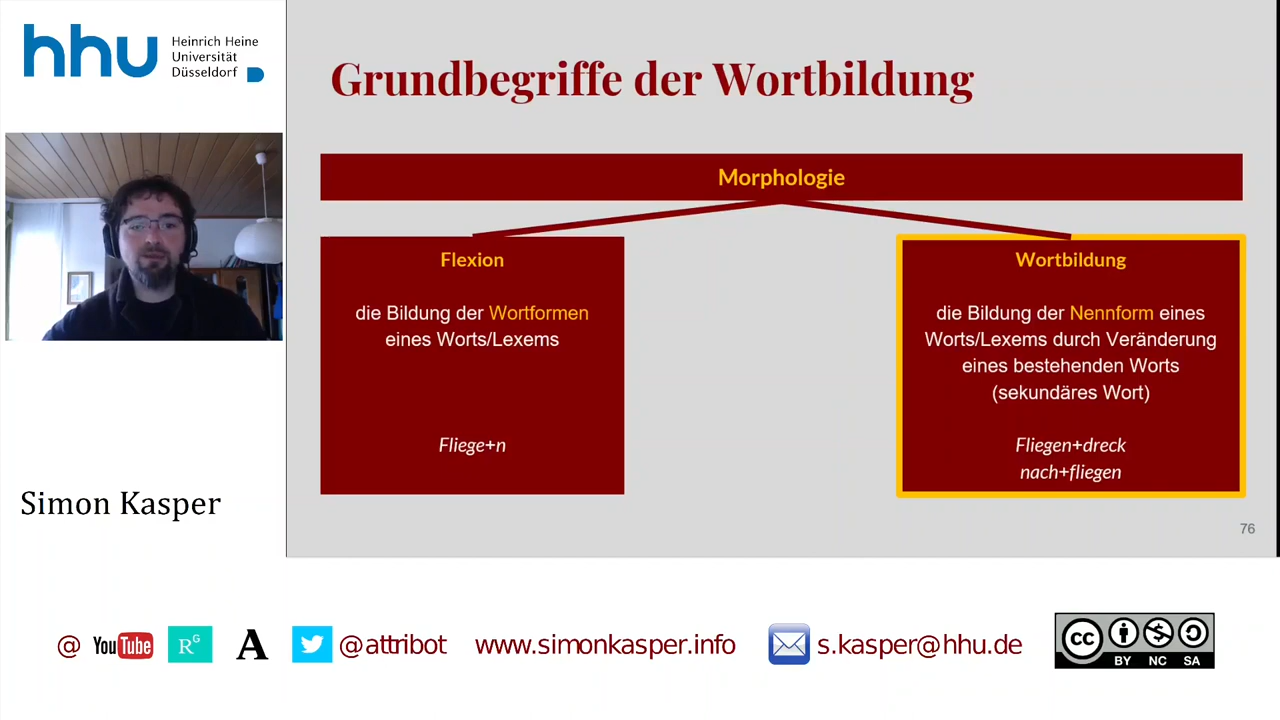 hhu
Heinrich Heine
Universität
Düsseldorf
Grundbegriffe der Wortbildung
Morphologie
Flexion
die Bildung der Wortformen
eines Worts/Lexems
Fliege+n
Wortbildung
die Bildung der Nennform eines
Worts/Lexems durch Veränderung
eines bestehenden Worts
(sekundäres Wort)
Fliegen+dreck
nach+fliegen
76
Simon Kasper
@ YouTube RG A @attribot www.simonkasper.info s.kasper@hhu.de
cc BY NC SA